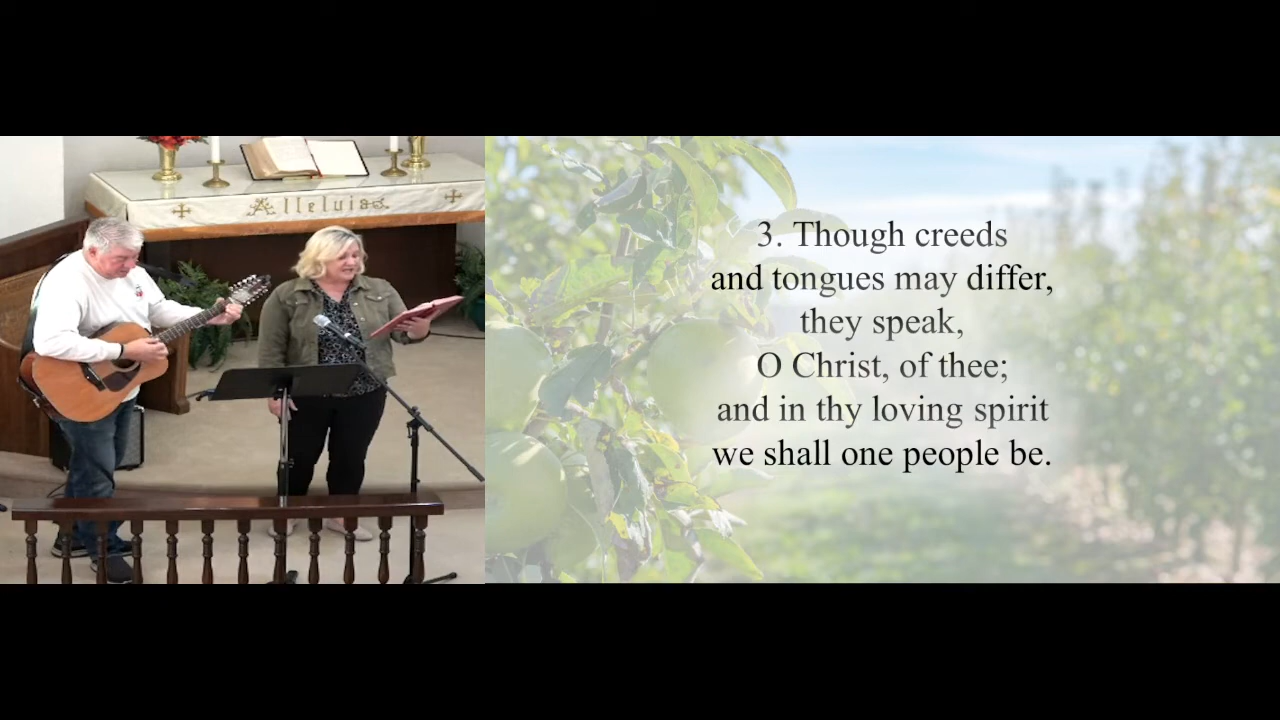 Alleluia
3. Though creeds
and tongues may differ,
they speak,
O Christ, of thee;
and in thy loving spirit
we shall one people be.